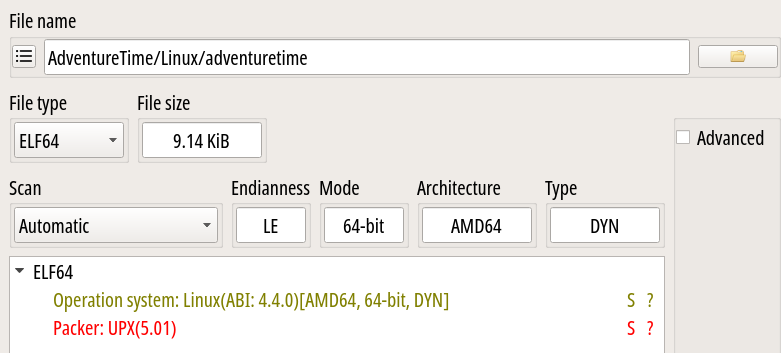 File name
AdventureTime/Linux/adventuretime
File type
File size
ELF64
9.14 KiB
Advanced
Scan
Endianness
Mode
Architecture
Type
Automatic
LE
64-bit
AMD64
DYN
ELF64
Operation system: Linux(ABI: 4.4.0)[AMD64, 64-bit, DYN]
S ?
Packer: UPX(5.01)
S ?